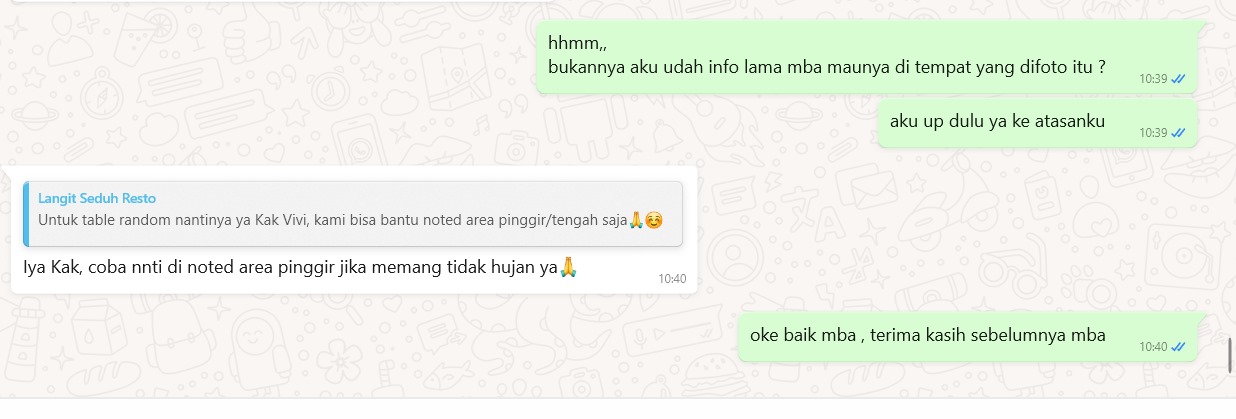 hhmm,,
bukannya aku udah info lama mba maunya di tempat yang difoto itu ?
10:39
aku up dulu ya ke atasanku
10:39
Langit Seduh Resto
Untuk table random nantinya ya Kak Vivi, kami bisa bantu noted area pinggir/tengah saja🙏☺️
Iya Kak, coba nnti di noted area pinggir jika memang tidak hujan ya🙏
10:40
oke baik mba , terima kasih sebelumnya mba
10:40